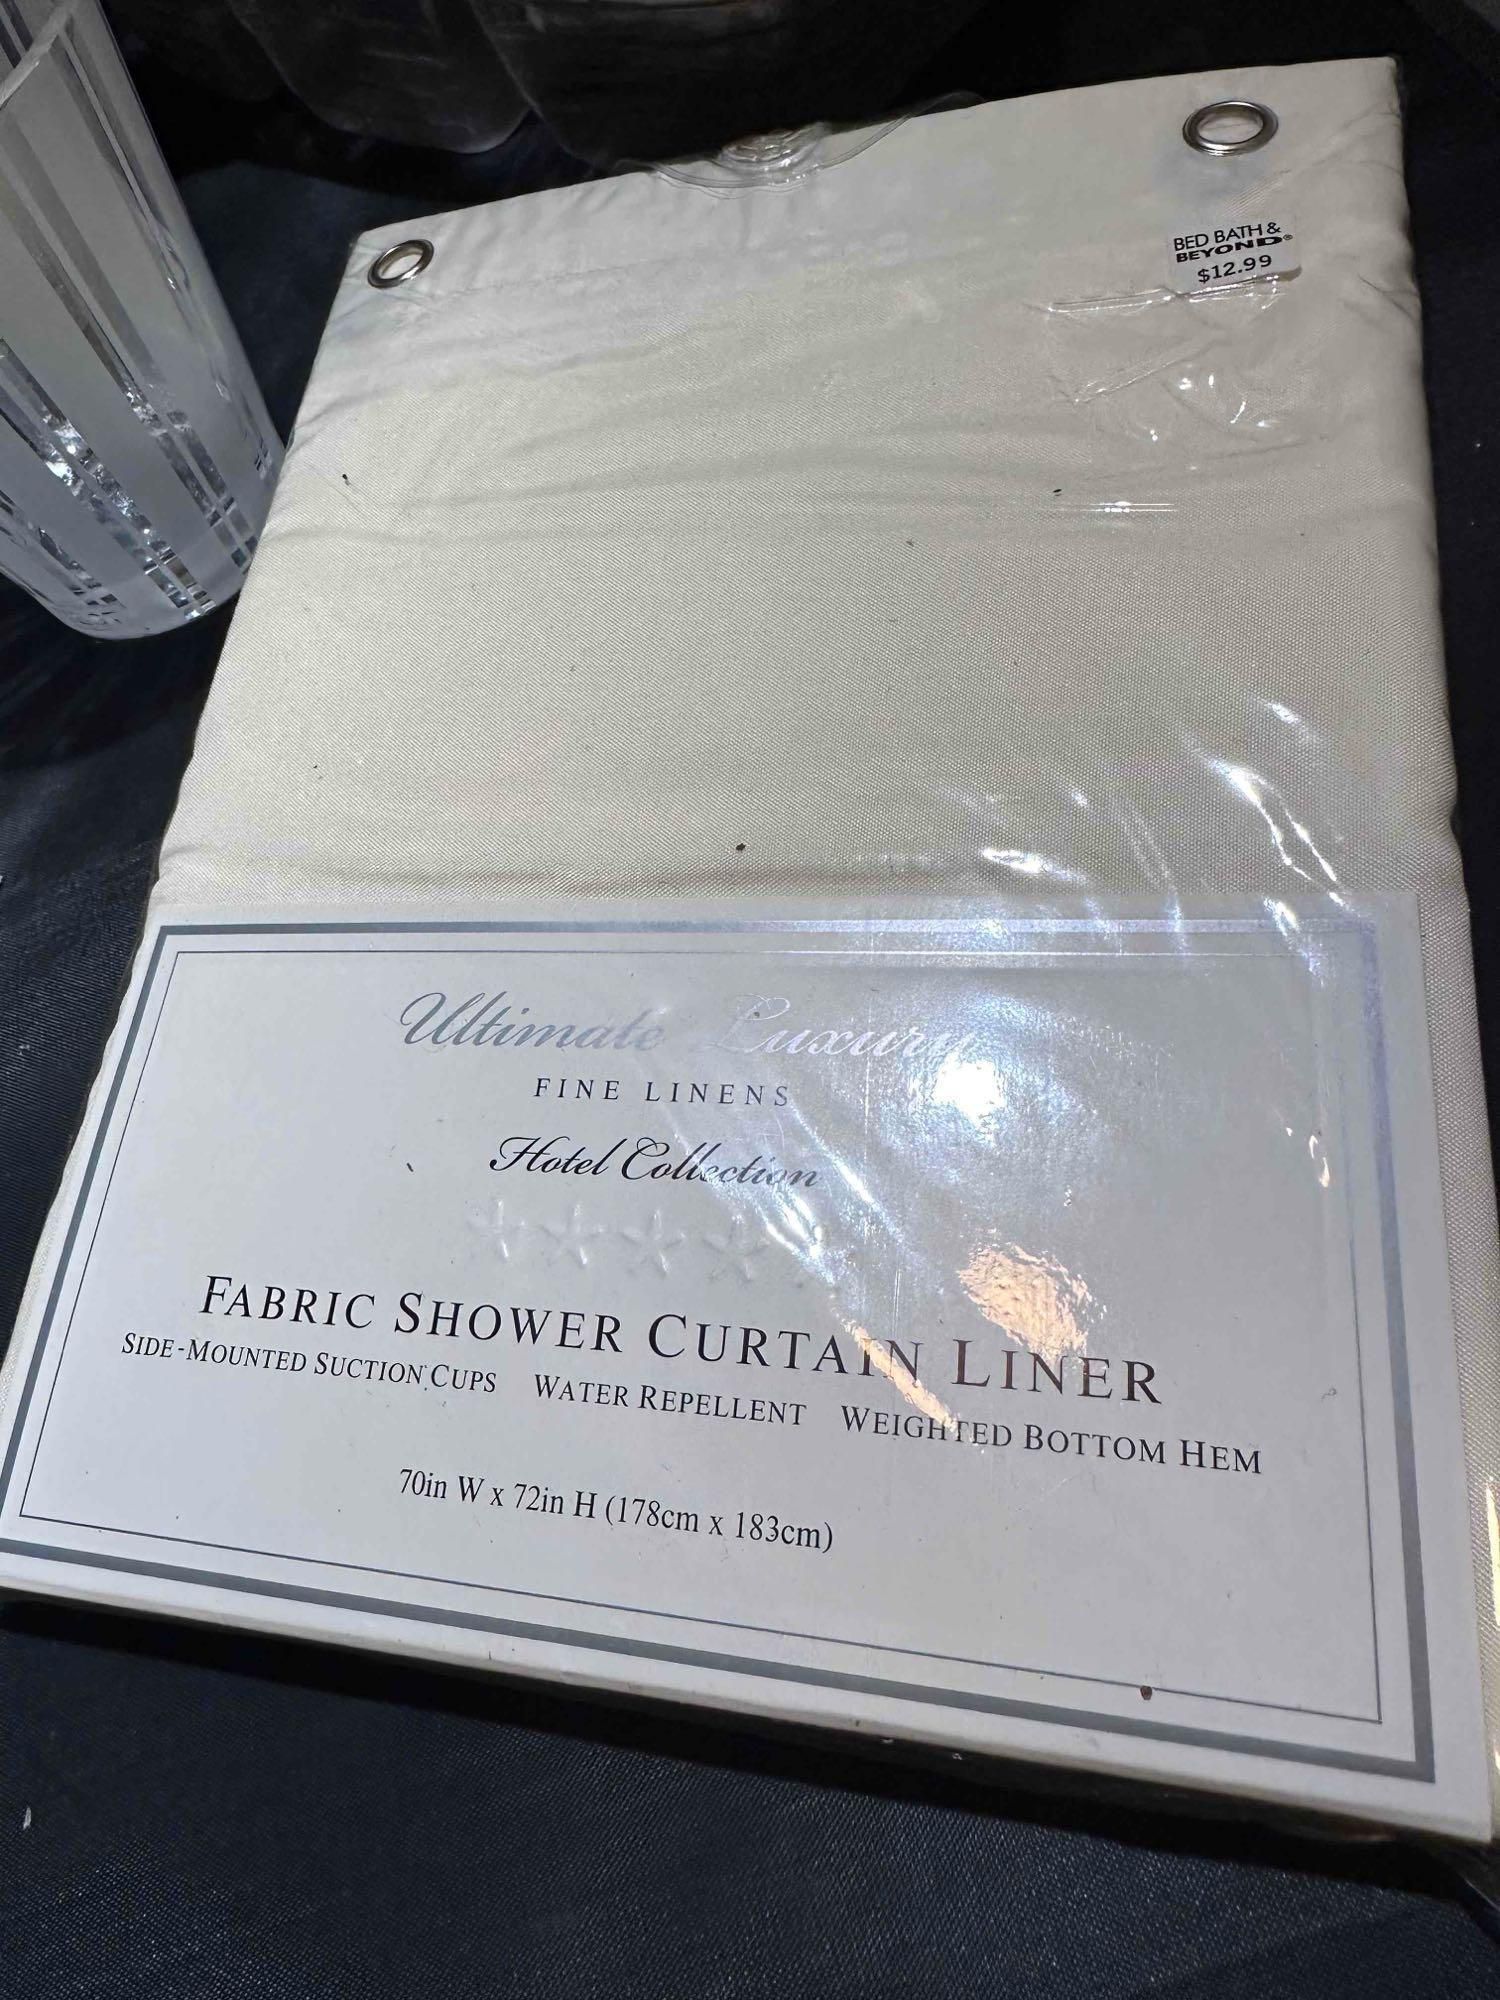 BED BATH &
BEYOND®
$12.99
Ultimate Luxury
FINE LINENS
Hotel Collection
FABRIC SHOWER CURTAIN LINER
SIDE-MOUNTED SUCTION CUPS WATER REPELLENT WEIGHTED BOTTOM HEM
70in W x 72in H (178cm x 183cm)